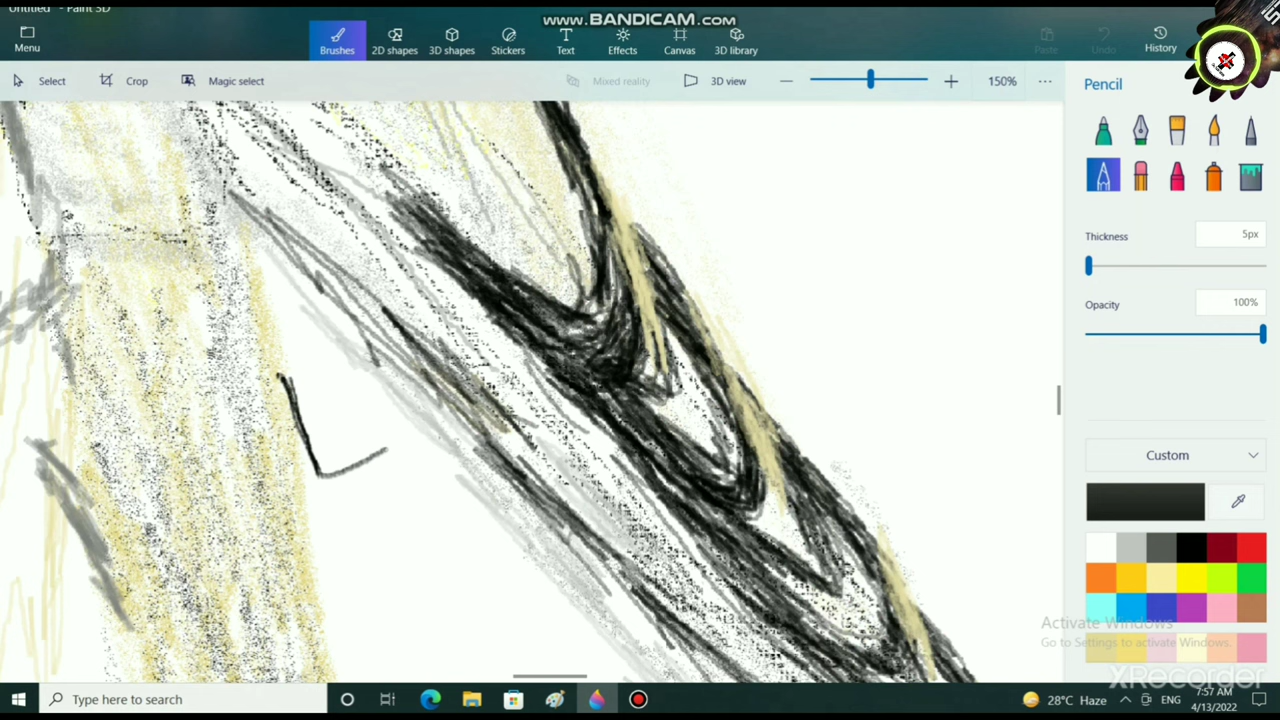 Untitled - Paint 3D
www.BANDICAM.com
Menu
Brushes
2D shapes
3D shapes
Stickers
Text
Effects
Canvas
3D library
Paste
Undo
History
Select
Crop
Magic select
Mixed reality
3D view
150%
Pencil
Thickness
5px
Opacity
100%
Custom
Activate Windows
Go to Settings to activate Windows.
XRecorder
Type here to search
28°C Haze
ENG
7:57 AM
4/13/2022